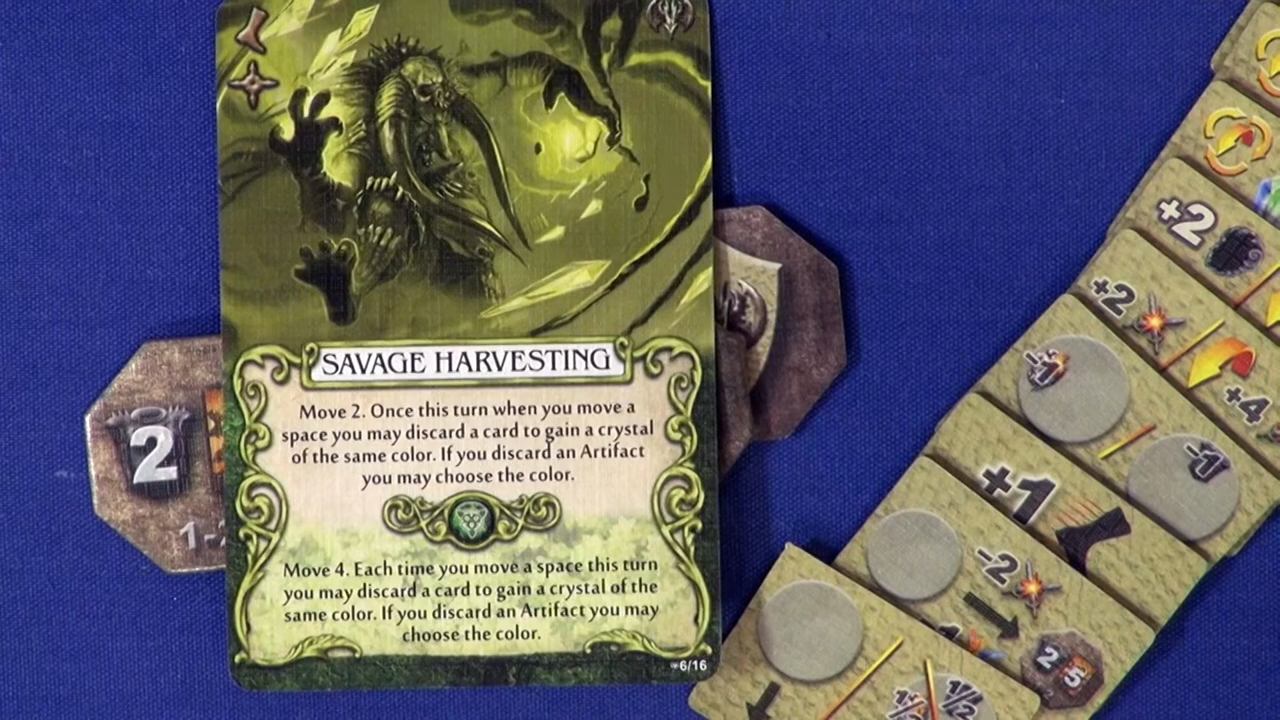 SAVAGE HARVESTING
Move 2. Once this turn when you move a
space you may discard a card to gain a crystal
of the same color. If you discard an Artifact
you may choose the color.
Move 4. Each time you move a space this turn
you may discard a card to gain a crystal of the
same color. If you discard an Artifact you may
choose the color.
6/16
2
1-
+2
+2
+4
-1
-1
+1
-2
2 5
1/2